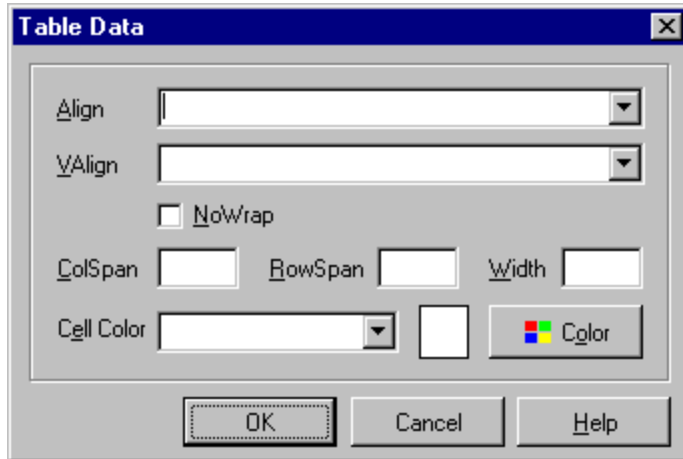 Table Data
Align
VAlign
NoWrap
ColSpan RowSpan Width
Cell Color Color
OK Cancel Help